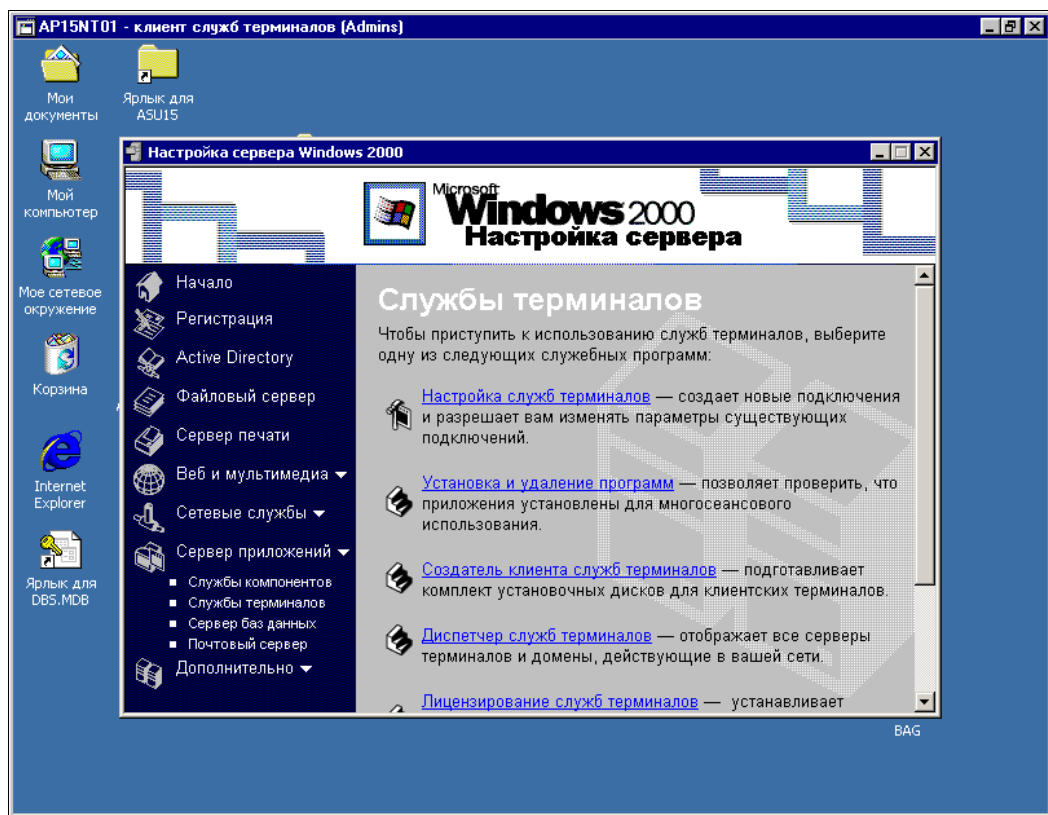 AP15NT01 - клиент служб терминалов (Admins)
Мои
документы
Ярлык для
ASU15
Мой
компьютер
Мое сетевое
окружение
Корзина
Internet
Explorer
Ярлык для
DBS.MDB
Настройка сервера Windows 2000
Microsoft
Windows 2000
Настройка сервера
Начало
Регистрация
Active Directory
Файловый сервер
Сервер печати
Веб и мультимедиа
Сетевые службы
Сервер приложений
Службы компонентов
Службы терминалов
Сервер баз данных
Почтовый сервер
Дополнительно
Службы терминалов
Чтобы приступить к использованию служб терминалов, выберите
одну из следующих служебных программ:
Настройка служб терминалов — создает новые подключения
и разрешает вам изменять параметры существующих
подключений.
Установка и удаление программ — позволяет проверить, что
приложения установлены для многосеансового
использования.
Создатель клиента служб терминалов — подготавливает
комплект установочных дисков для клиентских терминалов.
Диспетчер служб терминалов — отображает все серверы
терминалов и домены, действующие в вашей сети.
Лицензирование служб терминалов — устанавливает
BAG